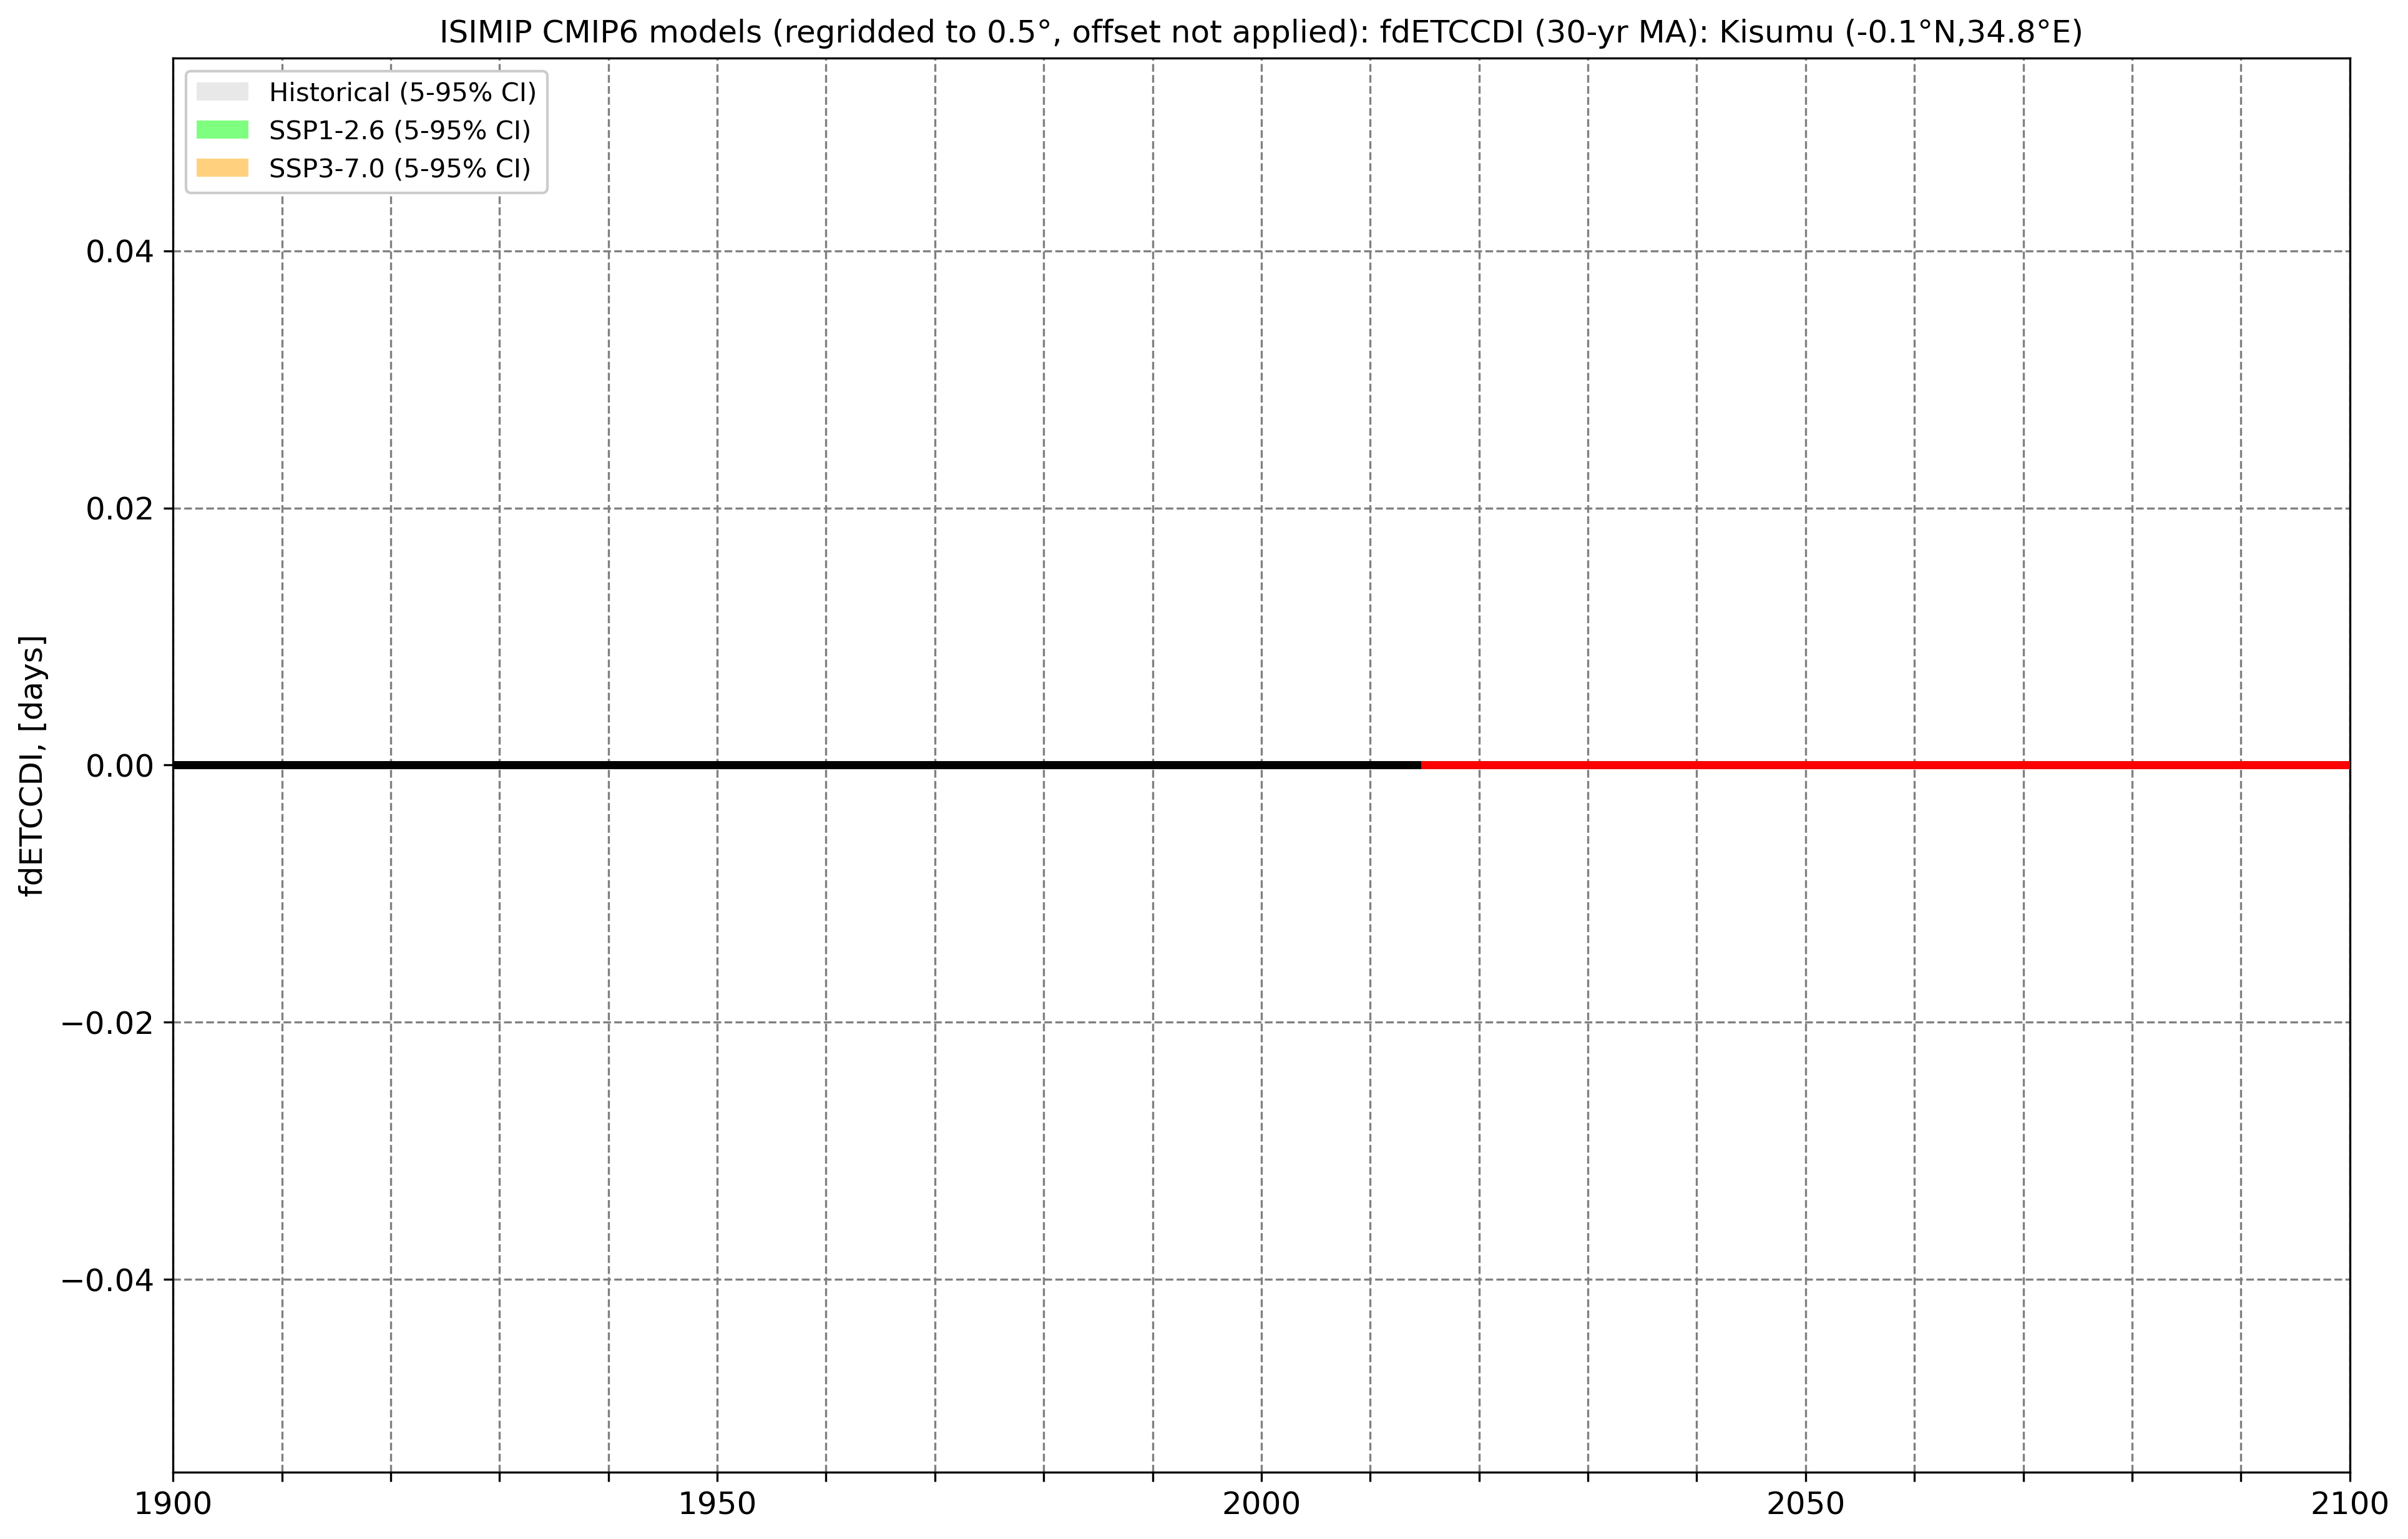 ISIMIP CMIP6 models (regridded to 0.5°, offset not applied): fdETCCDI (30-yr MA): Kisumu (-0.1°N,34.8°E)
Historical (5-95% CI)
SSP1-2.6 (5-95% CI)
SSP3-7.0 (5-95% CI)
0.04
0.02
0.00
−0.02
−0.04
fdETCCDI, [days]
1900 1950 2000 2050 2100